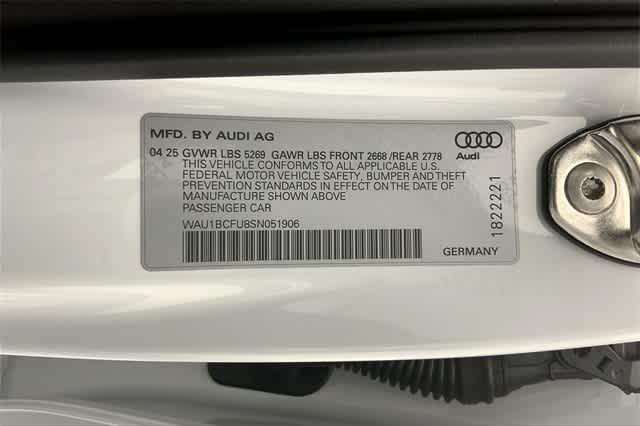 MFD. BY AUDI AG
04 25 GVWR LBS 5269 GAWR LBS FRONT 2668 /REAR 2778
THIS VEHICLE CONFORMS TO ALL APPLICABLE U.S.
FEDERAL MOTOR VEHICLE SAFETY, BUMPER AND THEFT
PREVENTION STANDARDS IN EFFECT ON THE DATE OF
MANUFACTURE SHOWN ABOVE
PASSENGER CAR
WAU1BCFU8SN051906
Audi
1822221
GERMANY